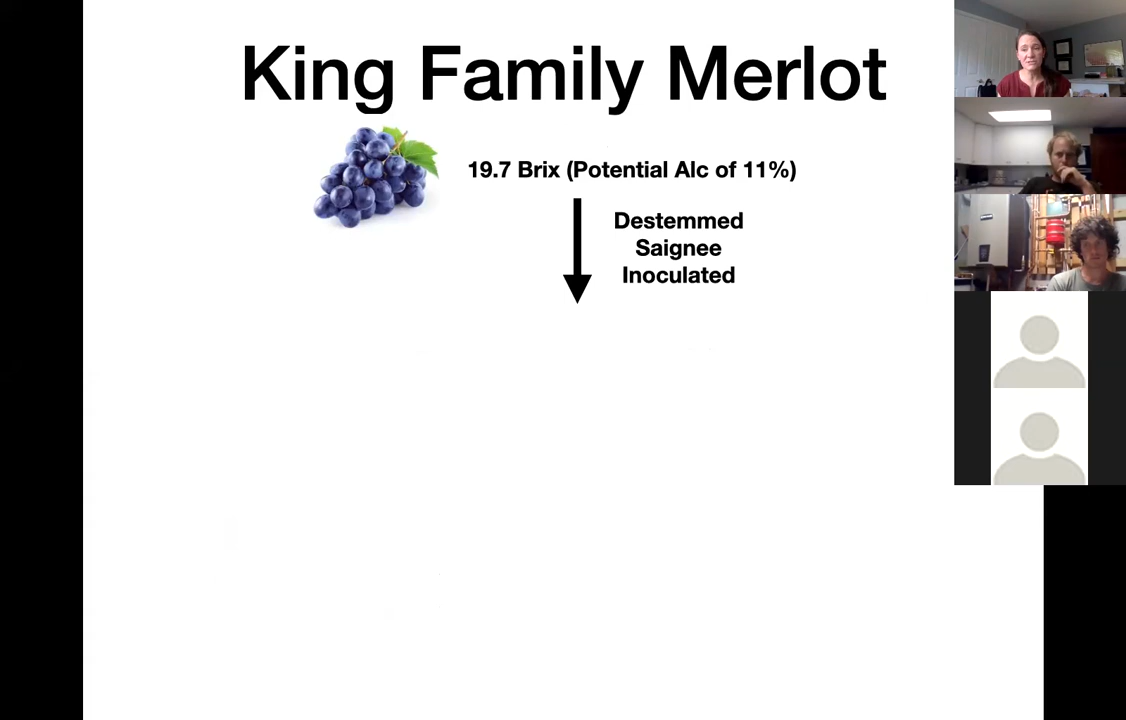 King Family Merlot
19.7 Brix (Potential Alc of 11%)
Destemmed
Saignee
Inoculated